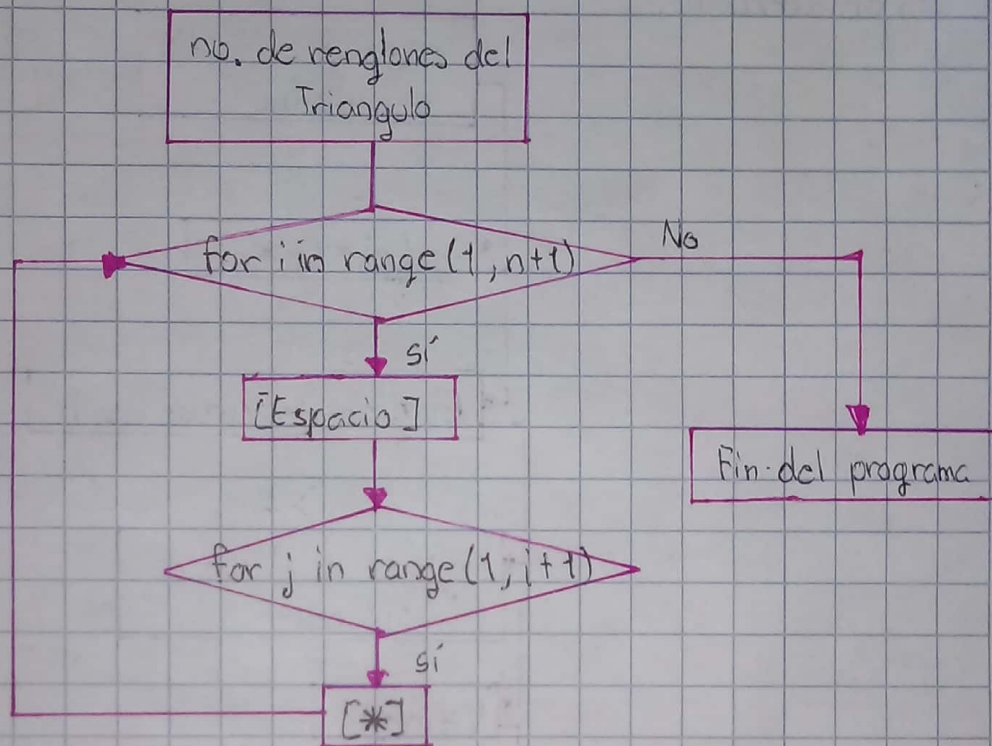 no. de renglones del
Triangulo
for i in range (1, n+1)
No
sí
[Espacio]
Fin del programa
for j in range (1, i+1)
sí
[*]